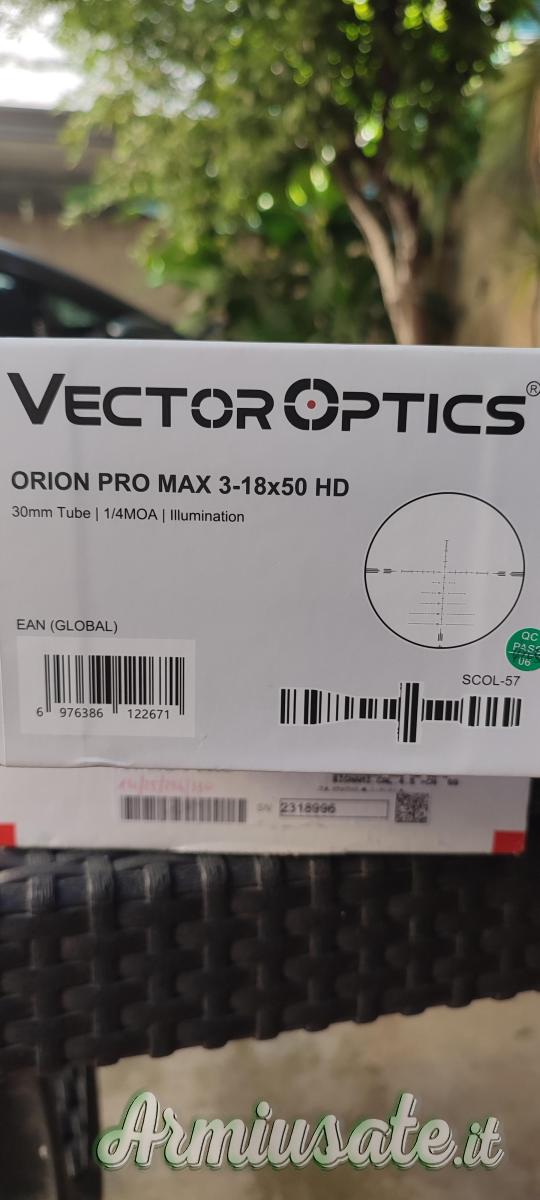 VECTOR OPTICS®
ORION PRO MAX 3-18x50 HD
30mm Tube | 1/4MOA | Illumination
EAN (GLOBAL)
QC
PASS
06
SCOL-57
6 976386 122671
SN 2318996
Armiusate.it